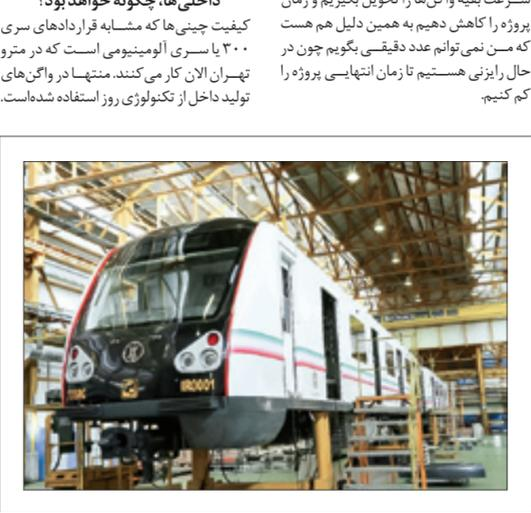 سرعت بقیه واگن‌ها را تحویل بگیریم و زمان
پروژه را کاهش دهیم به همین دلیل هم هست
که من نمی‌توانم عدد دقیقی بگویم چون در
حال رایزنی هستیم تا زمان انتهایی پروژه را
کم کنیم.
داخلی‌ها، چگونه خواهد بود؟
کیفیت چینی‌ها که مشابه قراردادهای سری
۳۰۰ یا سری آلومینیومی است که در مترو
تهران الان کار می‌کنند. منتها در واگن‌های
تولید داخل از تکنولوژی روز استفاده شده‌است.
IR0001